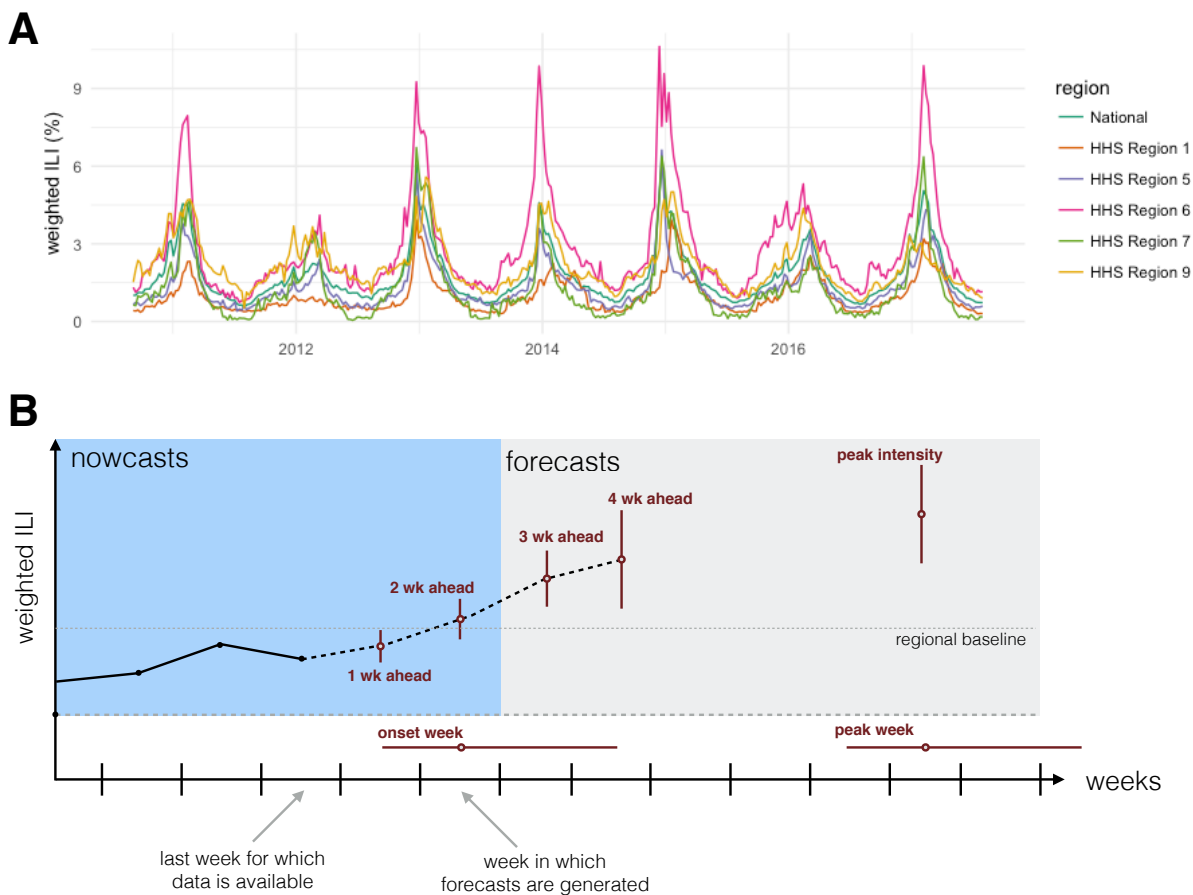 A
weighted ILI (%)
9
6
3
0
2012
2014
2016
region
National
HHS Region 1
HHS Region 5
HHS Region 6
HHS Region 7
HHS Region 9
B
nowcasts
forecasts
peak intensity
4 wk ahead
3 wk ahead
2 wk ahead
weighted ILI
regional baseline
1 wk ahead
onset week
peak week
weeks
last week for which
data is available
week in which
forecasts are generated